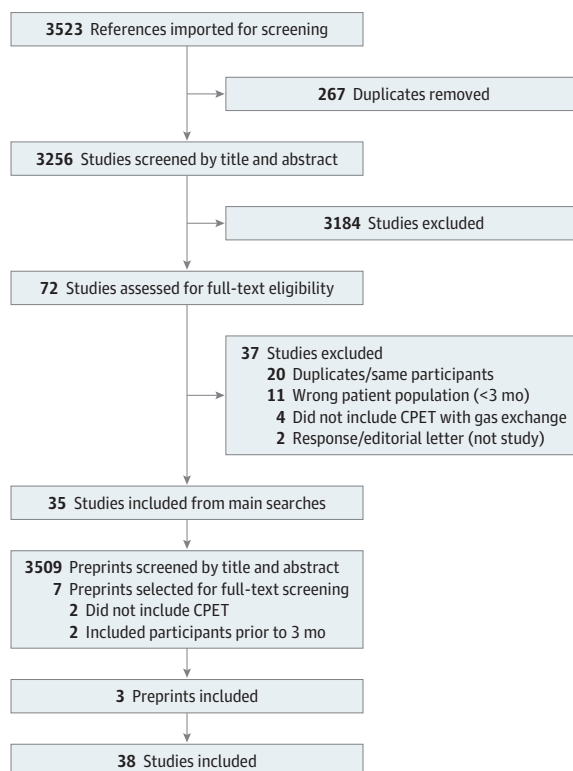 3523 References imported for screening
267 Duplicates removed
3256 Studies screened by title and abstract
3184 Studies excluded
72 Studies assessed for full-text eligibility
37 Studies excluded
20 Duplicates/same participants
11 Wrong patient population (<3 mo)
4 Did not include CPET with gas exchange
2 Response/editorial letter (not study)
35 Studies included from main searches
3509 Preprints screened by title and abstract
7 Preprints selected for full-text screening
2 Did not include CPET
2 Included participants prior to 3 mo
3 Preprints included
38 Studies included